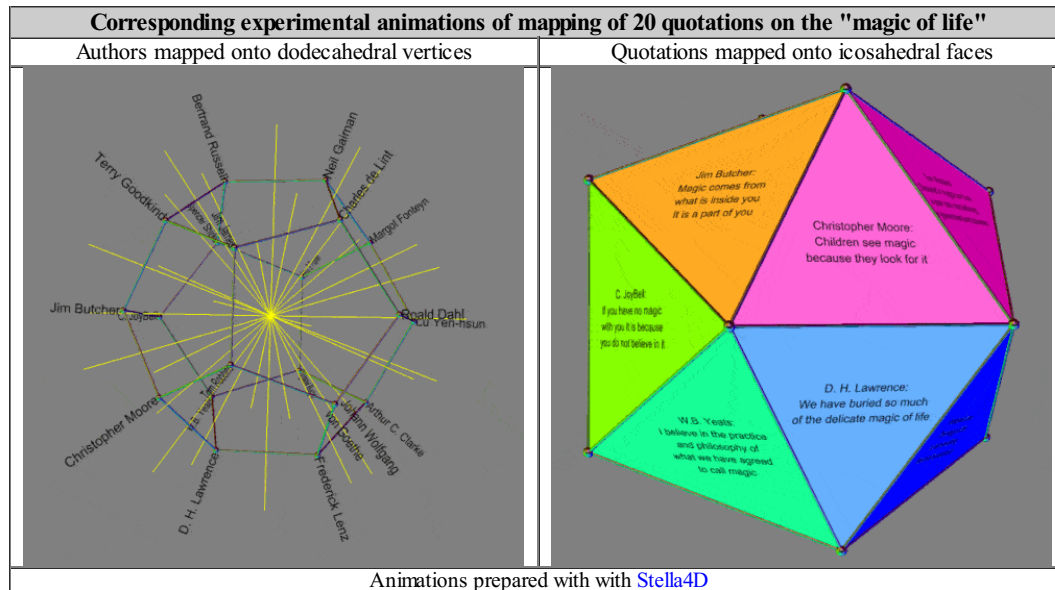 Corresponding experimental animations of mapping of 20 quotations on the "magic of life"
Authors mapped onto dodecahedral vertices
Quotations mapped onto icosahedral faces
Bertrand Russell
Neil Gaiman
Terry Goodkind
Charles de Lint
Margot Fonteyn
Jim Butcher
C. JoyBell
Roald Dahl
Lu Yen-hsun
Christopher Moore
Arthur C. Clarke
Johann Wolfgang
von Goethe
D. H. Lawrence
Frederick Lenz
Jim Butcher:
Magic comes from
what is inside you
it is a part of you
Christopher Moore:
Children see magic
because they look for it
C. JoyBell:
If you have no magic
with you it is because
you do not believe in it
D. H. Lawrence:
We have buried so much
of the delicate magic of life
W.B. Yeats:
I believe in the practice
and philosophy of
what we have agreed
to call magic
Animations prepared with with Stella4D